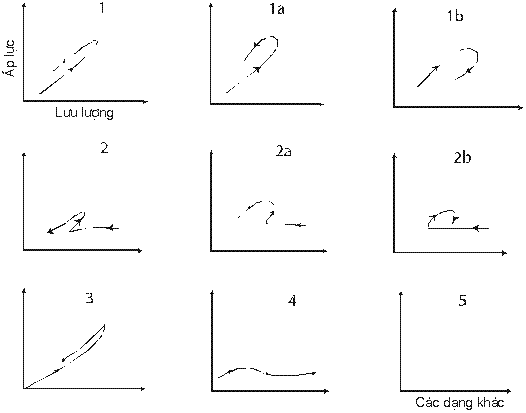 1
1a
1b
Áp lực
Lưu lượng
2
2a
2b
3
4
5
Các dạng khác